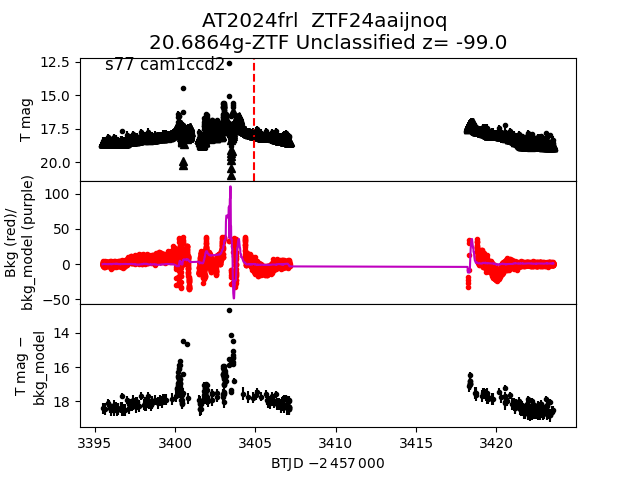 AT2024frl  ZTF24aaijnoq
20.6864g-ZTF Unclassified z= -99.0
s77 cam1ccd2
12.5
15.0
17.5
20.0
T mag
100
50
0
−50
Bkg (red)/
bkg_model (purple)
14
16
18
T mag −
bkg_model
3395 3400 3405 3410 3415 3420
BTJD −2 457 000